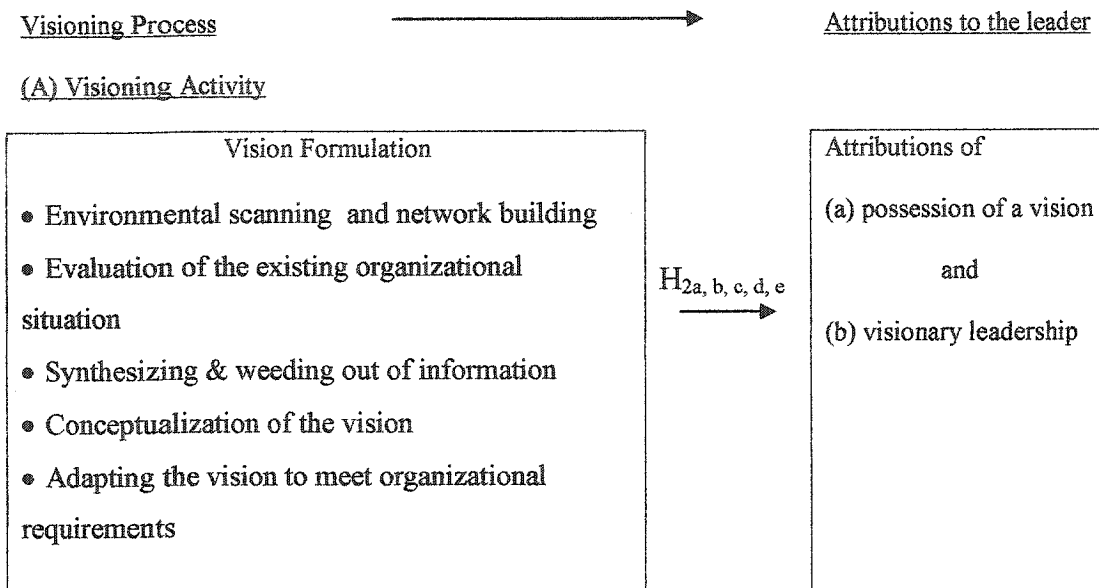 Visioning Process
Attributions to the leader
(A) Visioning Activity
Vision Formulation
• Environmental scanning and network building
• Evaluation of the existing organizational
situation
• Synthesizing & weeding out of information
• Conceptualization of the vision
• Adapting the vision to meet organizational
requirements
H2a, b, c, d, e
Attributions of
(a) possession of a vision
and
(b) visionary leadership